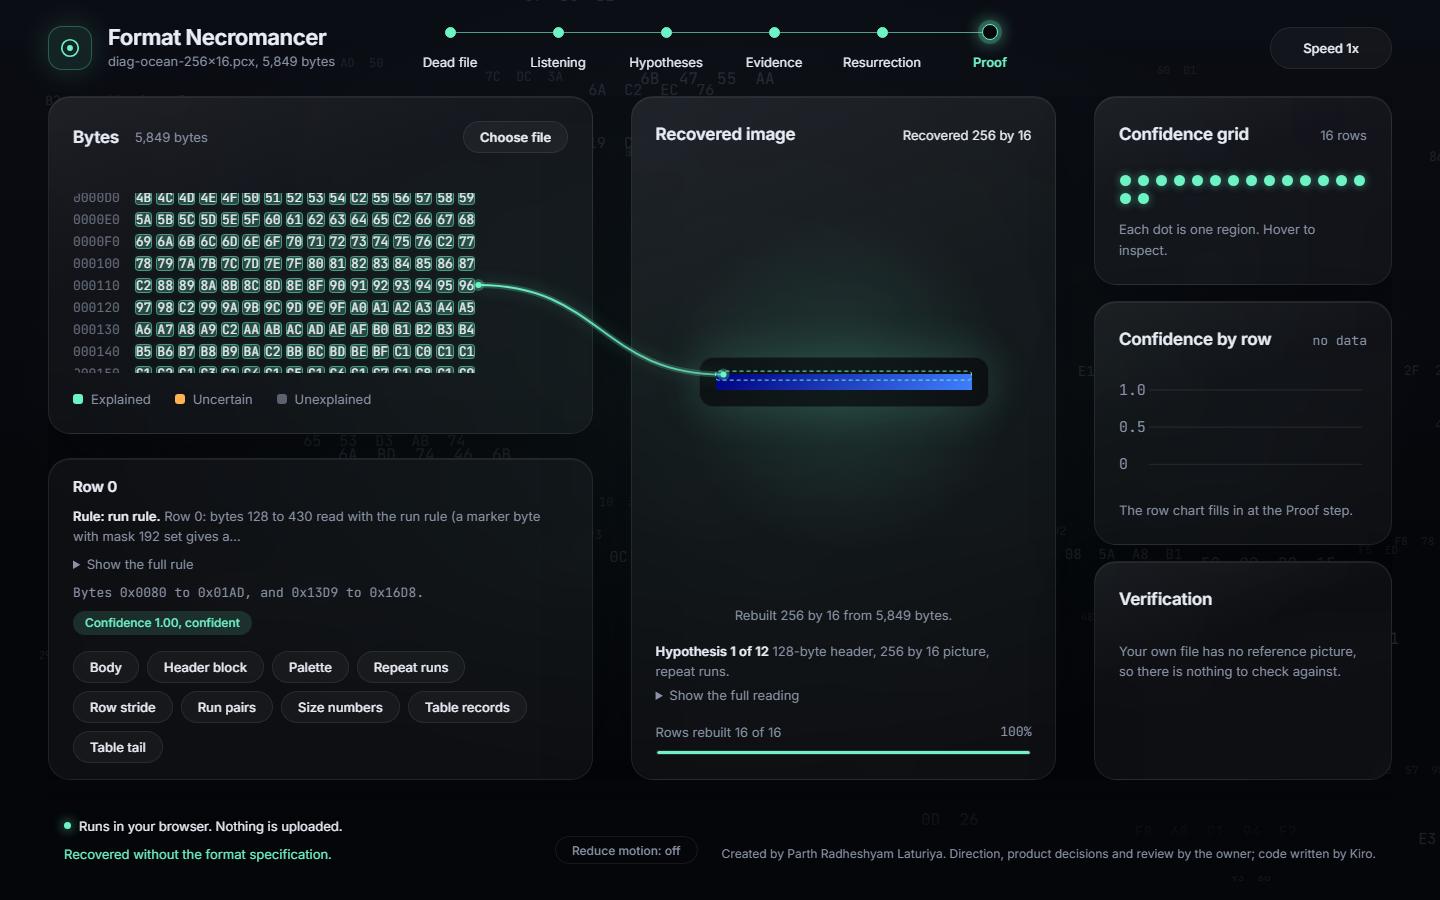 Format Necromancer
diag-ocean-256×16.pcx, 5,849 bytes
Dead file
Listening
Hypotheses
Evidence
Resurrection
Proof
Speed 1x
Bytes 5,849 bytes
Choose file
0000D0 4B 4C 4D 4E 4F 50 51 52 53 54 C2 55 56 57 58 59
0000E0 5A 5B 5C 5D 5E 5F 60 61 62 63 64 65 C2 66 67 68
0000F0 69 6A 6B 6C 6D 6E 6F 70 71 72 73 74 75 76 C2 77
000100 78 79 7A 7B 7C 7D 7E 7F 80 81 82 83 84 85 86 87
000110 C2 88 89 8A 8B 8C 8D 8E 8F 90 91 92 93 94 95 96
000120 97 98 C2 99 9A 9B 9C 9D 9E 9F A0 A1 A2 A3 A4 A5
000130 A6 A7 A8 A9 C2 AA AB AC AD AE AF B0 B1 B2 B3 B4
000140 B5 B6 B7 B8 B9 BA C2 BB BC BD BE BF C1 C0 C1 C1
Explained
Uncertain
Unexplained
Row 0
Rule: run rule. Row 0: bytes 128 to 430 read with the run rule (a marker byte
with mask 192 set gives a...
Show the full rule
Bytes 0x0080 to 0x01AD, and 0x13D9 to 0x16D8.
Confidence 1.00, confident
Body
Header block
Palette
Repeat runs
Row stride
Run pairs
Size numbers
Table records
Table tail
Recovered image
Recovered 256 by 16
Rebuilt 256 by 16 from 5,849 bytes.
Hypothesis 1 of 12 128-byte header, 256 by 16 picture,
repeat runs.
Show the full reading
Rows rebuilt 16 of 16
100%
Confidence grid
16 rows
Each dot is one region. Hover to
inspect.
Confidence by row
no data
1.0
0.5
0
The row chart fills in at the Proof step.
Verification
Your own file has no reference picture,
so there is nothing to check against.
Runs in your browser. Nothing is uploaded.
Recovered without the format specification.
Reduce motion: off
Created by Parth Radheshyam Laturiya. Direction, product decisions and review by the owner; code written by Kiro.